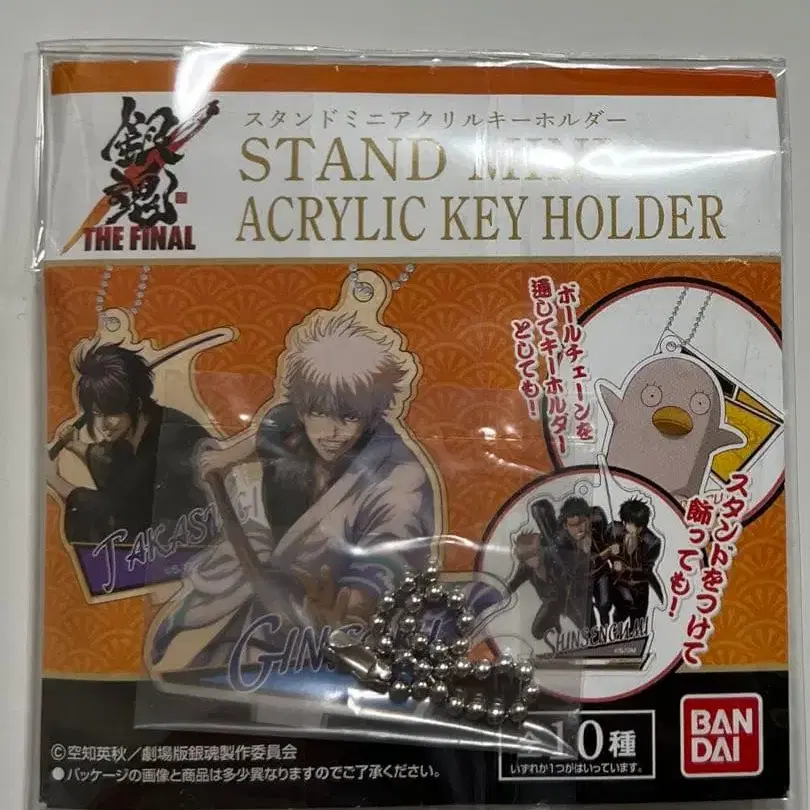 銀魂
THE FINAL
スタンドミニアクリルキーホルダー
STAND MINI
ACRYLIC KEY HOLDER
ボールチェーンを
通してキーホルダー
としても！
スタンドをつけて
飾っても！
TAKASUGI
GINTOKI
SHINSENGUMI
©空知英秋／劇場版銀魂製作委員会
●パッケージの画像と商品は多少異なりますのでご了承ください。
全10種
いずれか1つがはいっています。
BAN
DAI